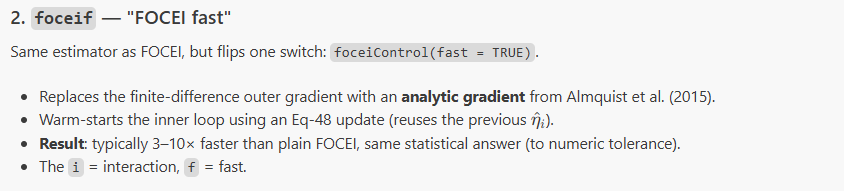 2. foceif — "FOCEI fast"
Same estimator as FOCEI, but flips one switch: foceiControl(fast = TRUE).
• Replaces the finite-difference outer gradient with an analytic gradient from Almquist et al. (2015).
• Warm-starts the inner loop using an Eq-48 update (reuses the previous η̂ᵢ).
• Result: typically 3–10× faster than plain FOCEI, same statistical answer (to numeric tolerance).
• The i = interaction, f = fast.